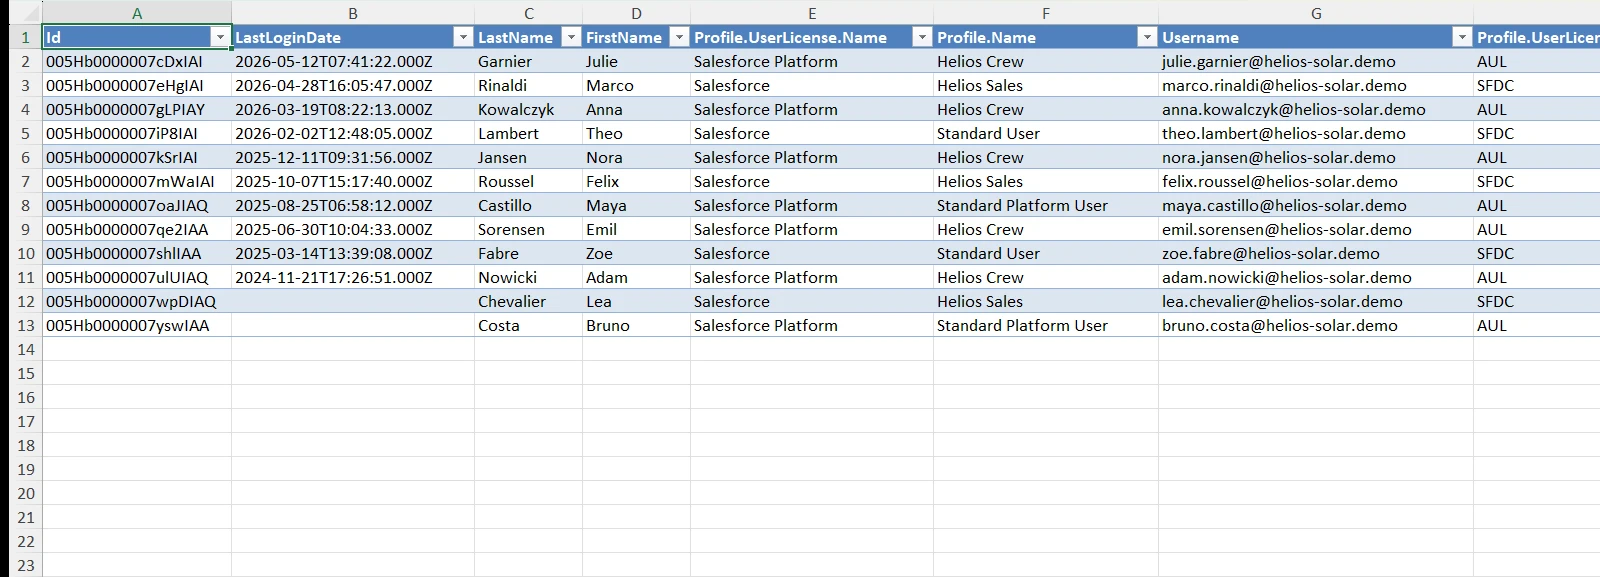 A B C D E F G
1 Id LastLoginDate LastName FirstName Profile.UserLicense.Name Profile.Name Username Profile.UserLicen
2 005Hb0000007cDxIAI 2026-05-12T07:41:22.000Z Garnier Julie Salesforce Platform Helios Crew julie.garnier@helios-solar.demo AUL
3 005Hb0000007eHgIAI 2026-04-28T16:05:47.000Z Rinaldi Marco Salesforce Helios Sales marco.rinaldi@helios-solar.demo SFDC
4 005Hb0000007gLPIAY 2026-03-19T08:22:13.000Z Kowalczyk Anna Salesforce Platform Helios Crew anna.kowalczyk@helios-solar.demo AUL
5 005Hb0000007iP8IAI 2026-02-02T12:48:05.000Z Lambert Theo Salesforce Standard User theo.lambert@helios-solar.demo SFDC
6 005Hb0000007kSrIAI 2025-12-11T09:31:56.000Z Jansen Nora Salesforce Platform Helios Crew nora.jansen@helios-solar.demo AUL
7 005Hb0000007mWaIAI 2025-10-07T15:17:40.000Z Roussel Felix Salesforce Helios Sales felix.roussel@helios-solar.demo SFDC
8 005Hb0000007oaJIAQ 2025-08-25T06:58:12.000Z Castillo Maya Salesforce Platform Standard Platform User maya.castillo@helios-solar.demo AUL
9 005Hb0000007qe2IAA 2025-06-30T10:04:33.000Z Sorensen Emil Salesforce Platform Helios Crew emil.sorensen@helios-solar.demo AUL
10 005Hb0000007shlIAA 2025-03-14T13:39:08.000Z Fabre Zoe Salesforce Standard User zoe.fabre@helios-solar.demo SFDC
11 005Hb0000007ulUIAQ 2024-11-21T17:26:51.000Z Nowicki Adam Salesforce Platform Helios Crew adam.nowicki@helios-solar.demo AUL
12 005Hb0000007wpDIAQ Chevalier Lea Salesforce Helios Sales lea.chevalier@helios-solar.demo SFDC
13 005Hb0000007yswIAA Costa Bruno Salesforce Platform Standard Platform User bruno.costa@helios-solar.demo AUL
14
15
16
17
18
19
20
21
22
23